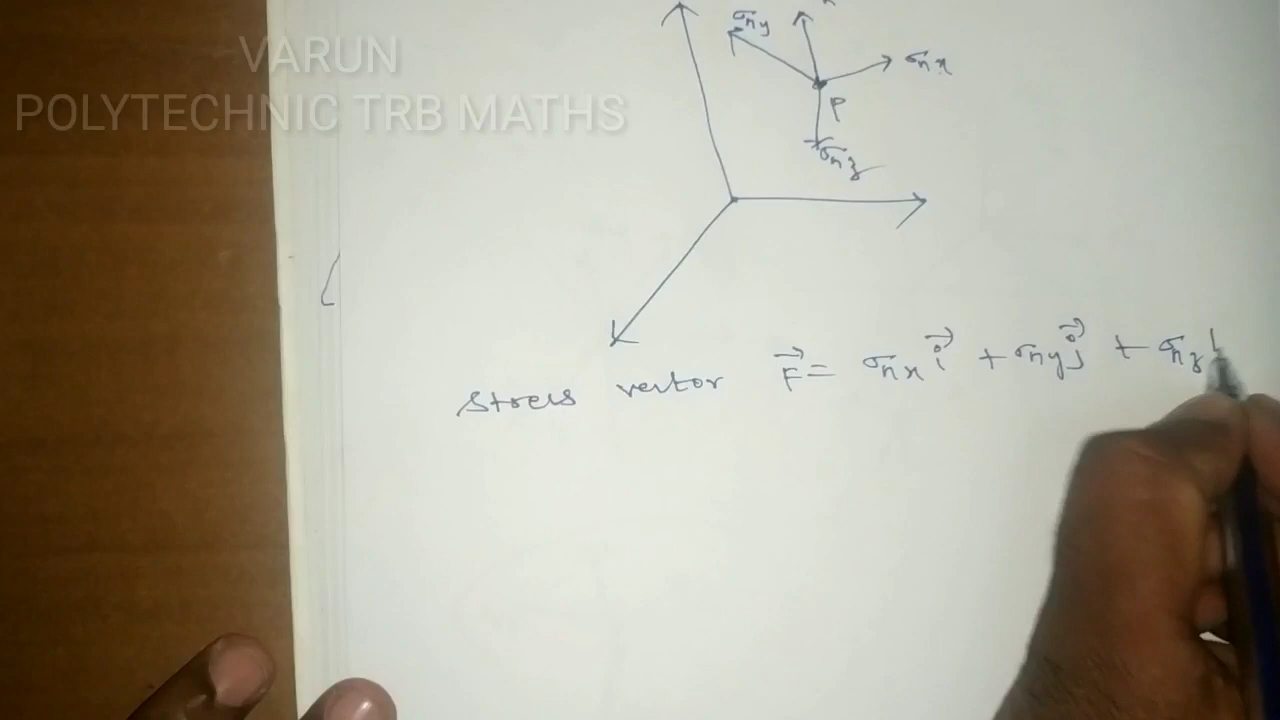 VARUN
POLYTECHNIC TRB MATHS
σny
σnx
P
σnz
Stress vector F⃗ = σnx i⃗ + σny j⃗ + σnz